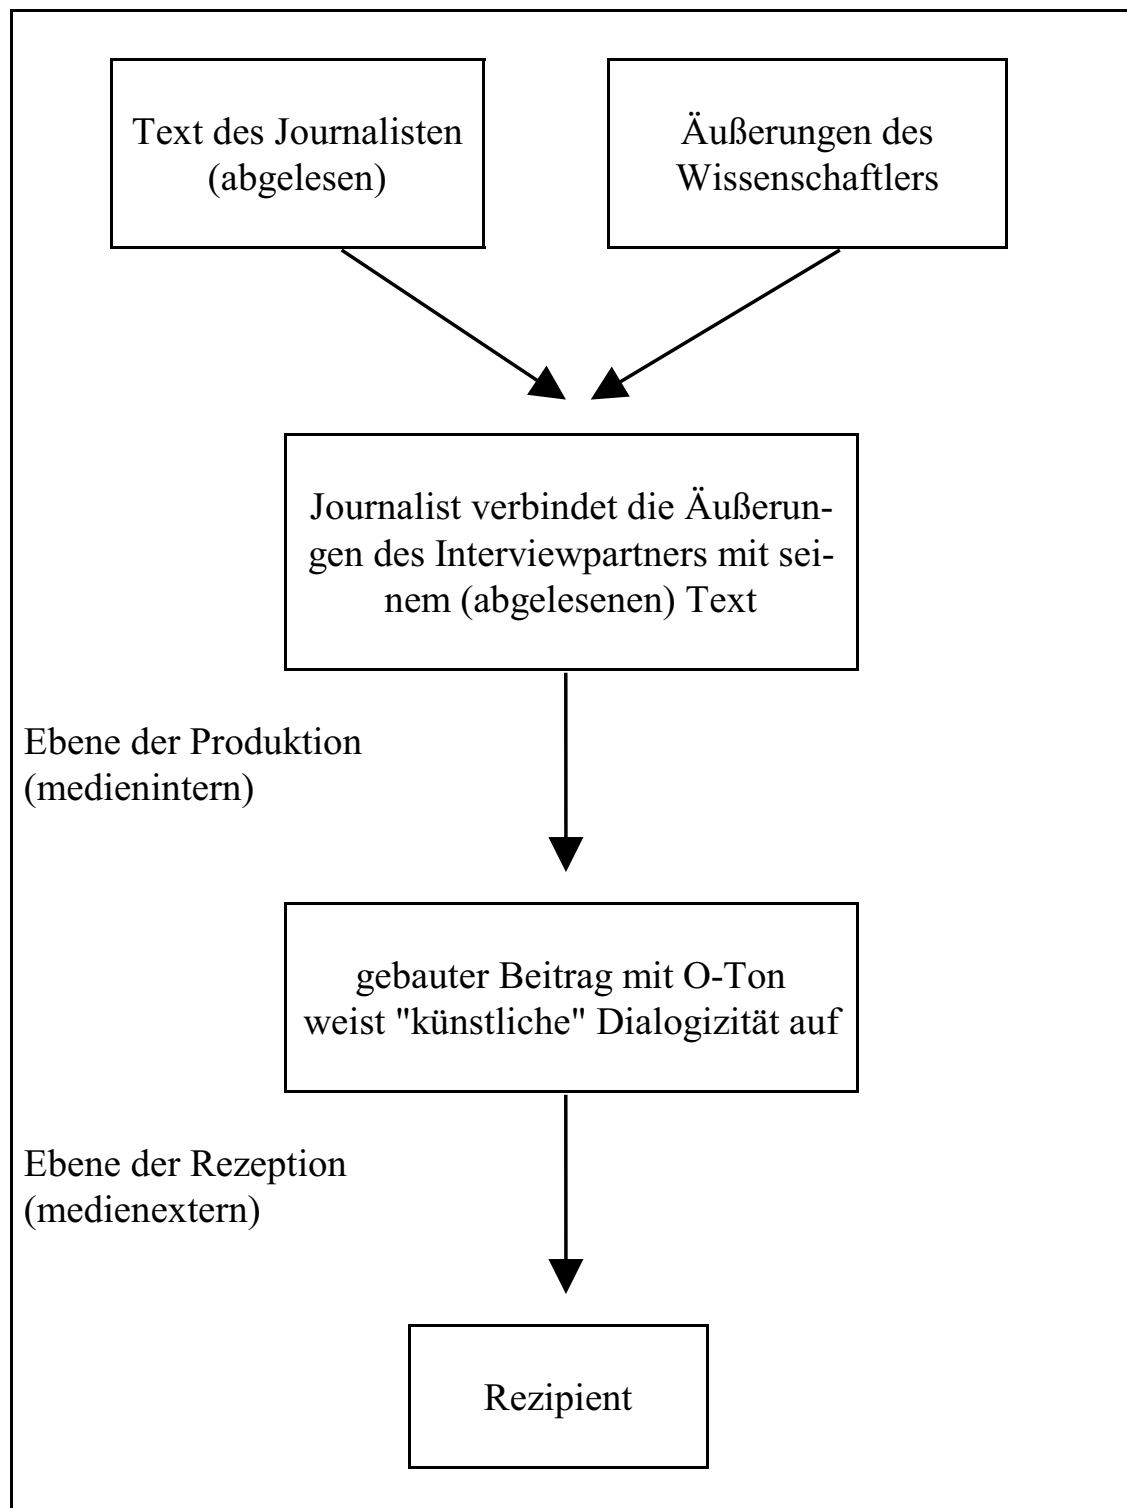 Text des Journalisten
(abgelesen)
Äußerungen des
Wissenschaftlers
Journalist verbindet die Äußerun-
gen des Interviewpartners mit sei-
nem (abgelesenen) Text
Ebene der Produktion
(medienintern)
gebauter Beitrag mit O-Ton
weist "künstliche" Dialogizität auf
Ebene der Rezeption
(medienextern)
Rezipient